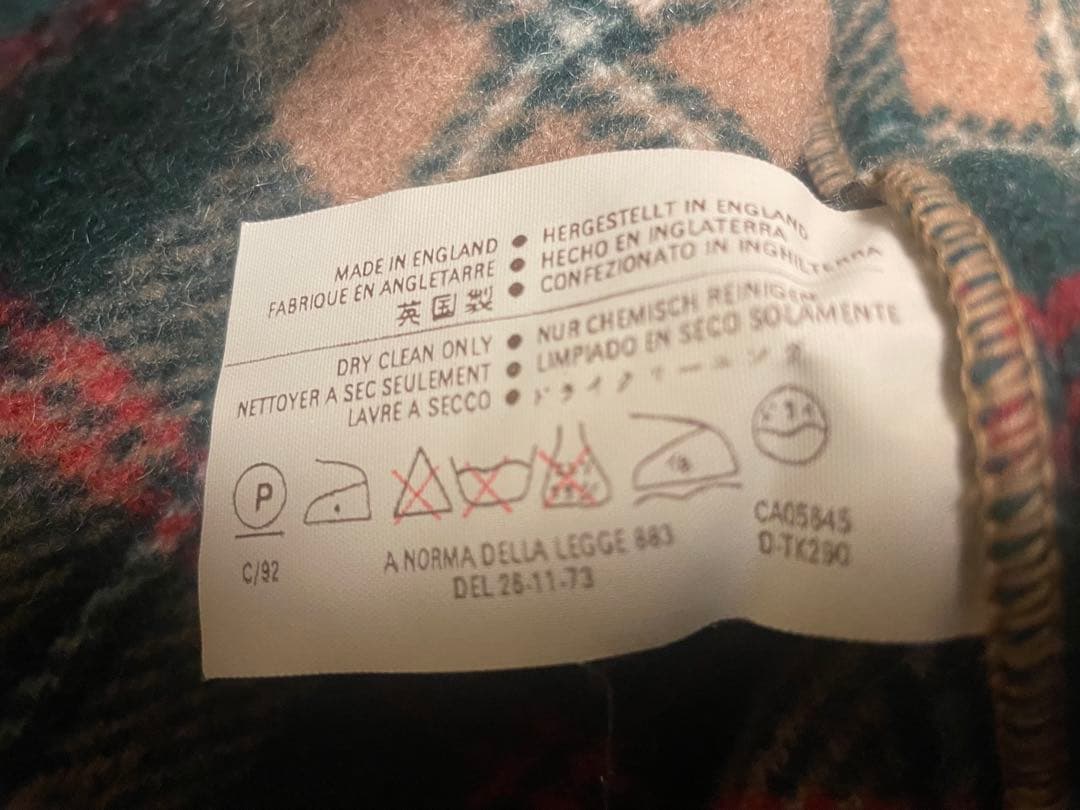 MADE IN ENGLAND ● HERGESTELLT IN ENGLAND
FABRIQUE EN ANGLETARRE ● HECHO EN INGLATERRA
英国製 ● CONFEZIONATO IN INGHILTERRA
DRY CLEAN ONLY ● NUR CHEMISCH REINIGEN
NETTOYER A SEC SEULEMENT ● LIMPIADO EN SECO SOLAMENTE
LAVRE A SECCO ● ドライクリーニング
P
C/92
A NORMA DELLA LEGGE 883
DEL 26-11-73
CA05845
D-TK290